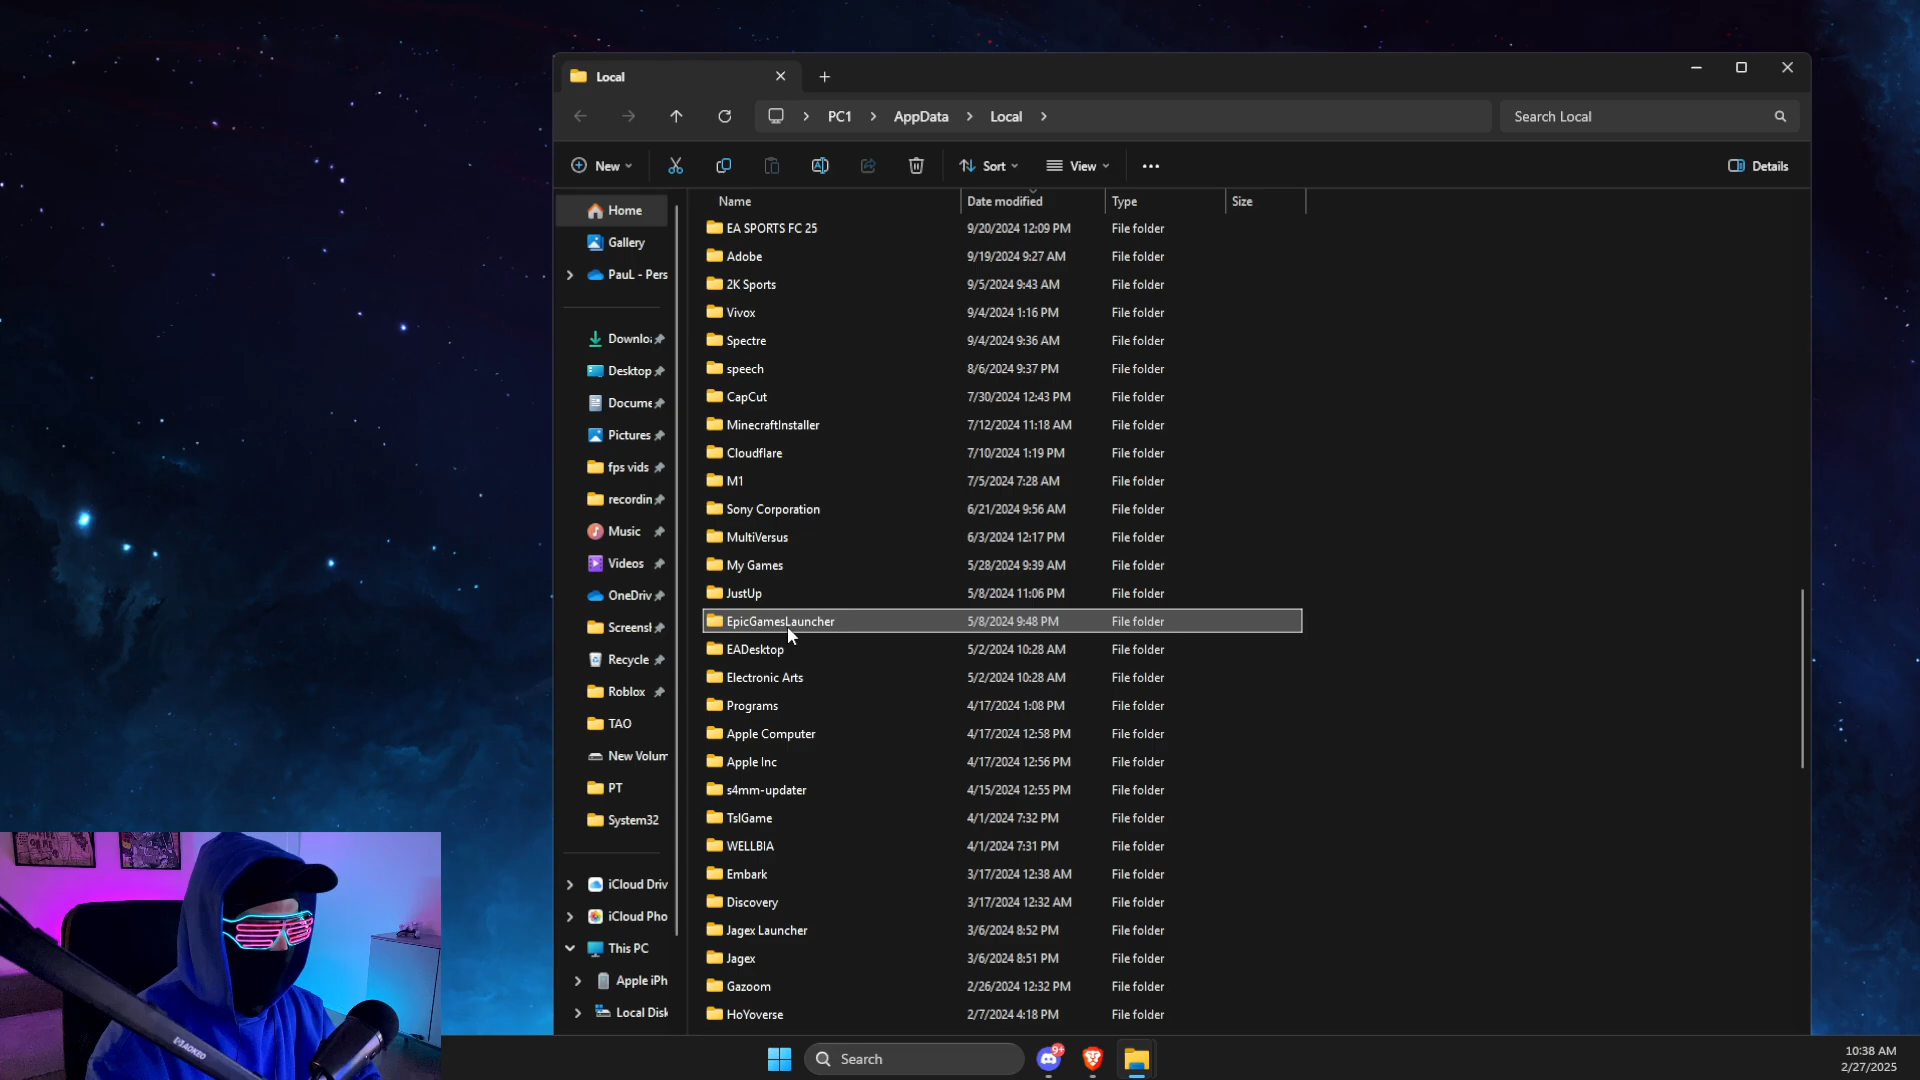 Local
PC1 > AppData > Local >
Search Local
New
Sort
View
Details
Name Date modified Type Size
Home
Gallery
PauL - Pers
Downloa
Desktop
Docume
Pictures
fps vids
recordin
Music
Videos
OneDriv
Screensh
Recycle
Roblox
TAO
New Volum
PT
System32
iCloud Driv
iCloud Pho
This PC
Apple iPh
Local Disk
EA SPORTS FC 25 9/20/2024 12:09 PM File folder
Adobe 9/19/2024 9:27 AM File folder
2K Sports 9/5/2024 9:43 AM File folder
Vivox 9/4/2024 1:16 PM File folder
Spectre 9/4/2024 9:36 AM File folder
speech 8/6/2024 9:37 PM File folder
CapCut 7/30/2024 12:43 PM File folder
MinecraftInstaller 7/12/2024 11:18 AM File folder
Cloudflare 7/10/2024 1:19 PM File folder
M1 7/5/2024 7:28 AM File folder
Sony Corporation 6/21/2024 9:56 AM File folder
MultiVersus 6/3/2024 12:17 PM File folder
My Games 5/28/2024 9:39 AM File folder
JustUp 5/8/2024 11:06 PM File folder
EpicGamesLauncher 5/8/2024 9:48 PM File folder
EADesktop 5/2/2024 10:28 AM File folder
Electronic Arts 5/2/2024 10:28 AM File folder
Programs 4/17/2024 1:08 PM File folder
Apple Computer 4/17/2024 12:58 PM File folder
Apple Inc 4/17/2024 12:56 PM File folder
s4mm-updater 4/15/2024 12:55 PM File folder
TslGame 4/1/2024 7:32 PM File folder
WELLBIA 4/1/2024 7:31 PM File folder
Embark 3/17/2024 12:38 AM File folder
Discovery 3/17/2024 12:32 AM File folder
Jagex Launcher 3/6/2024 8:52 PM File folder
Jagex 3/6/2024 8:51 PM File folder
Gazoom 2/26/2024 12:32 PM File folder
HoYoverse 2/7/2024 4:18 PM File folder
MAONO
Search
9+
10:38 AM
2/27/2025